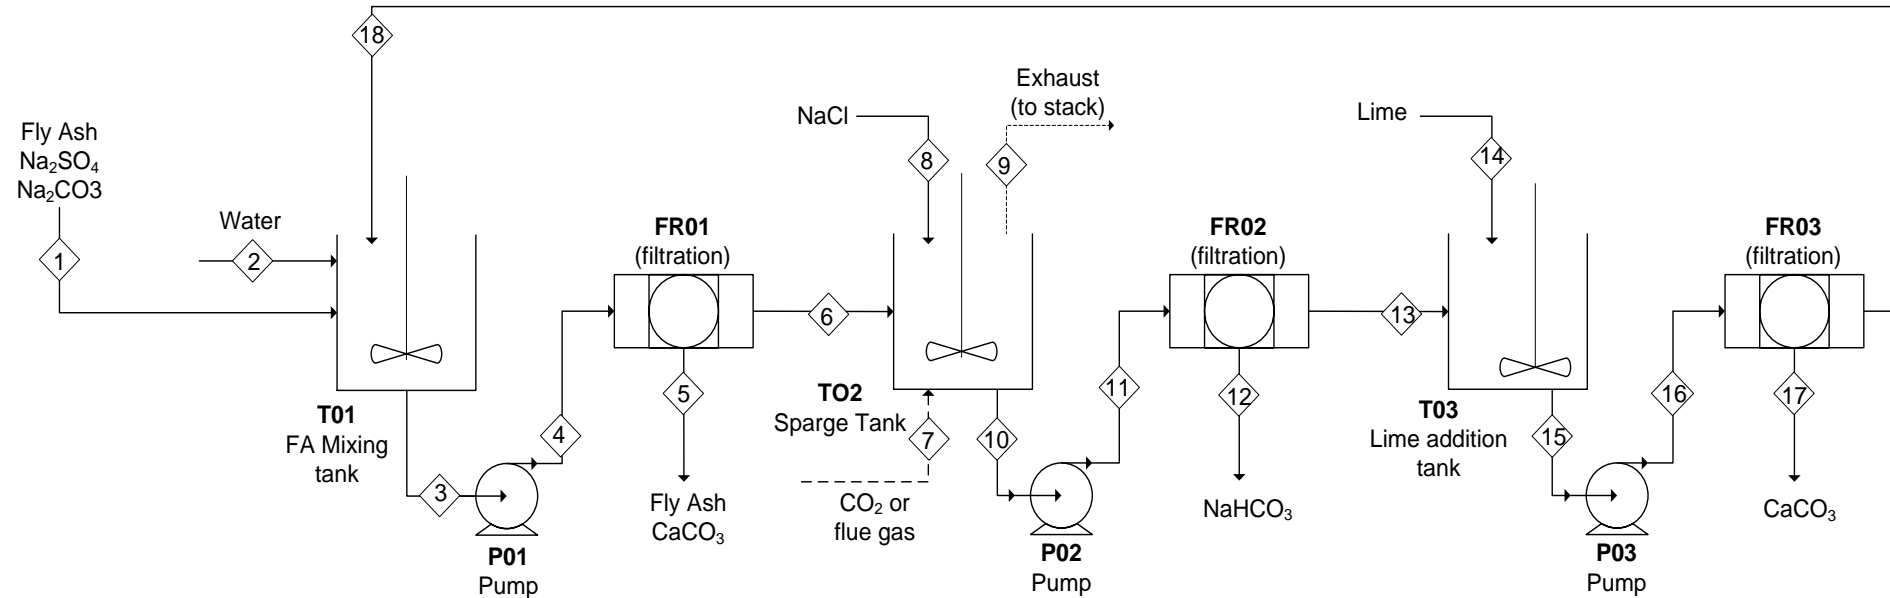 18
Fly Ash
Na₂SO₄
Na₂CO3
1
Water
2
T01
FA Mixing
tank
3
P01
Pump
4
FR01
(filtration)
5
Fly Ash
CaCO₃
6
NaCl
8
Exhaust
(to stack)
9
TO2
Sparge Tank
7
CO₂ or
flue gas
10
P02
Pump
11
FR02
(filtration)
12
NaHCO₃
13
Lime
14
T03
Lime addition
tank
15
P03
Pump
16
FR03
(filtration)
17
CaCO₃